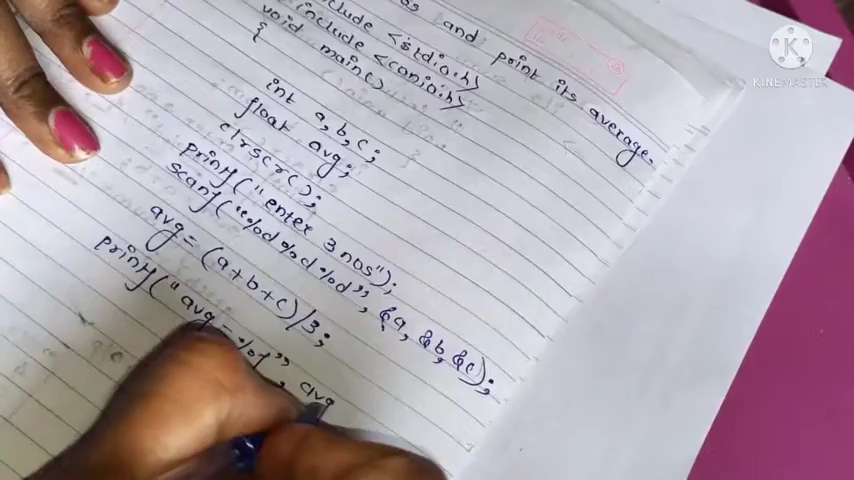 and print its average.
include <stdio.h>
include <conio.h>
void main()
{
int a,b,c;
float avg;
clrscr();
printf("enter 3 nos");
scanf("%d%d%d", &a, &b, &c);
avg = (a+b+c)/3;
printf("avg=%f", avg
K
KINEMASTER